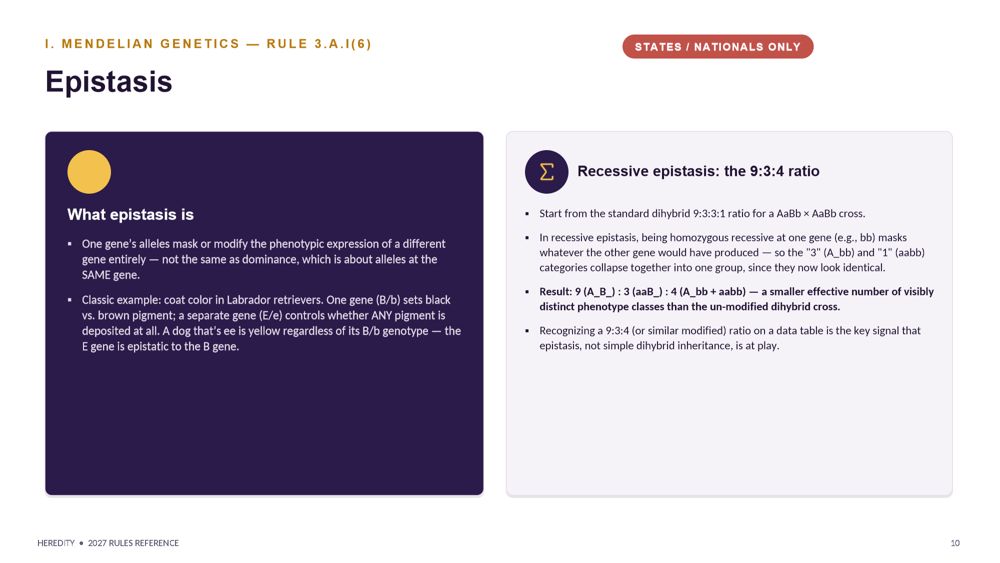 I. MENDELIAN GENETICS — RULE 3.A.I(6)
STATES / NATIONALS ONLY
Epistasis
What epistasis is
▪ One gene's alleles mask or modify the phenotypic expression of a different
gene entirely — not the same as dominance, which is about alleles at the
SAME gene.
▪ Classic example: coat color in Labrador retrievers. One gene (B/b) sets black
vs. brown pigment; a separate gene (E/e) controls whether ANY pigment is
deposited at all. A dog that's ee is yellow regardless of its B/b genotype — the
E gene is epistatic to the B gene.
Σ
Recessive epistasis: the 9:3:4 ratio
▪ Start from the standard dihybrid 9:3:3:1 ratio for a AaBb × AaBb cross.
▪ In recessive epistasis, being homozygous recessive at one gene (e.g., bb) masks
whatever the other gene would have produced — so the "3" (A_bb) and "1" (aabb)
categories collapse together into one group, since they now look identical.
▪ Result: 9 (A_B_) : 3 (aaB_) : 4 (A_bb + aabb) — a smaller effective number of visibly
distinct phenotype classes than the un-modified dihybrid cross.
▪ Recognizing a 9:3:4 (or similar modified) ratio on a data table is the key signal that
epistasis, not simple dihybrid inheritance, is at play.
HEREDITY • 2027 RULES REFERENCE
10